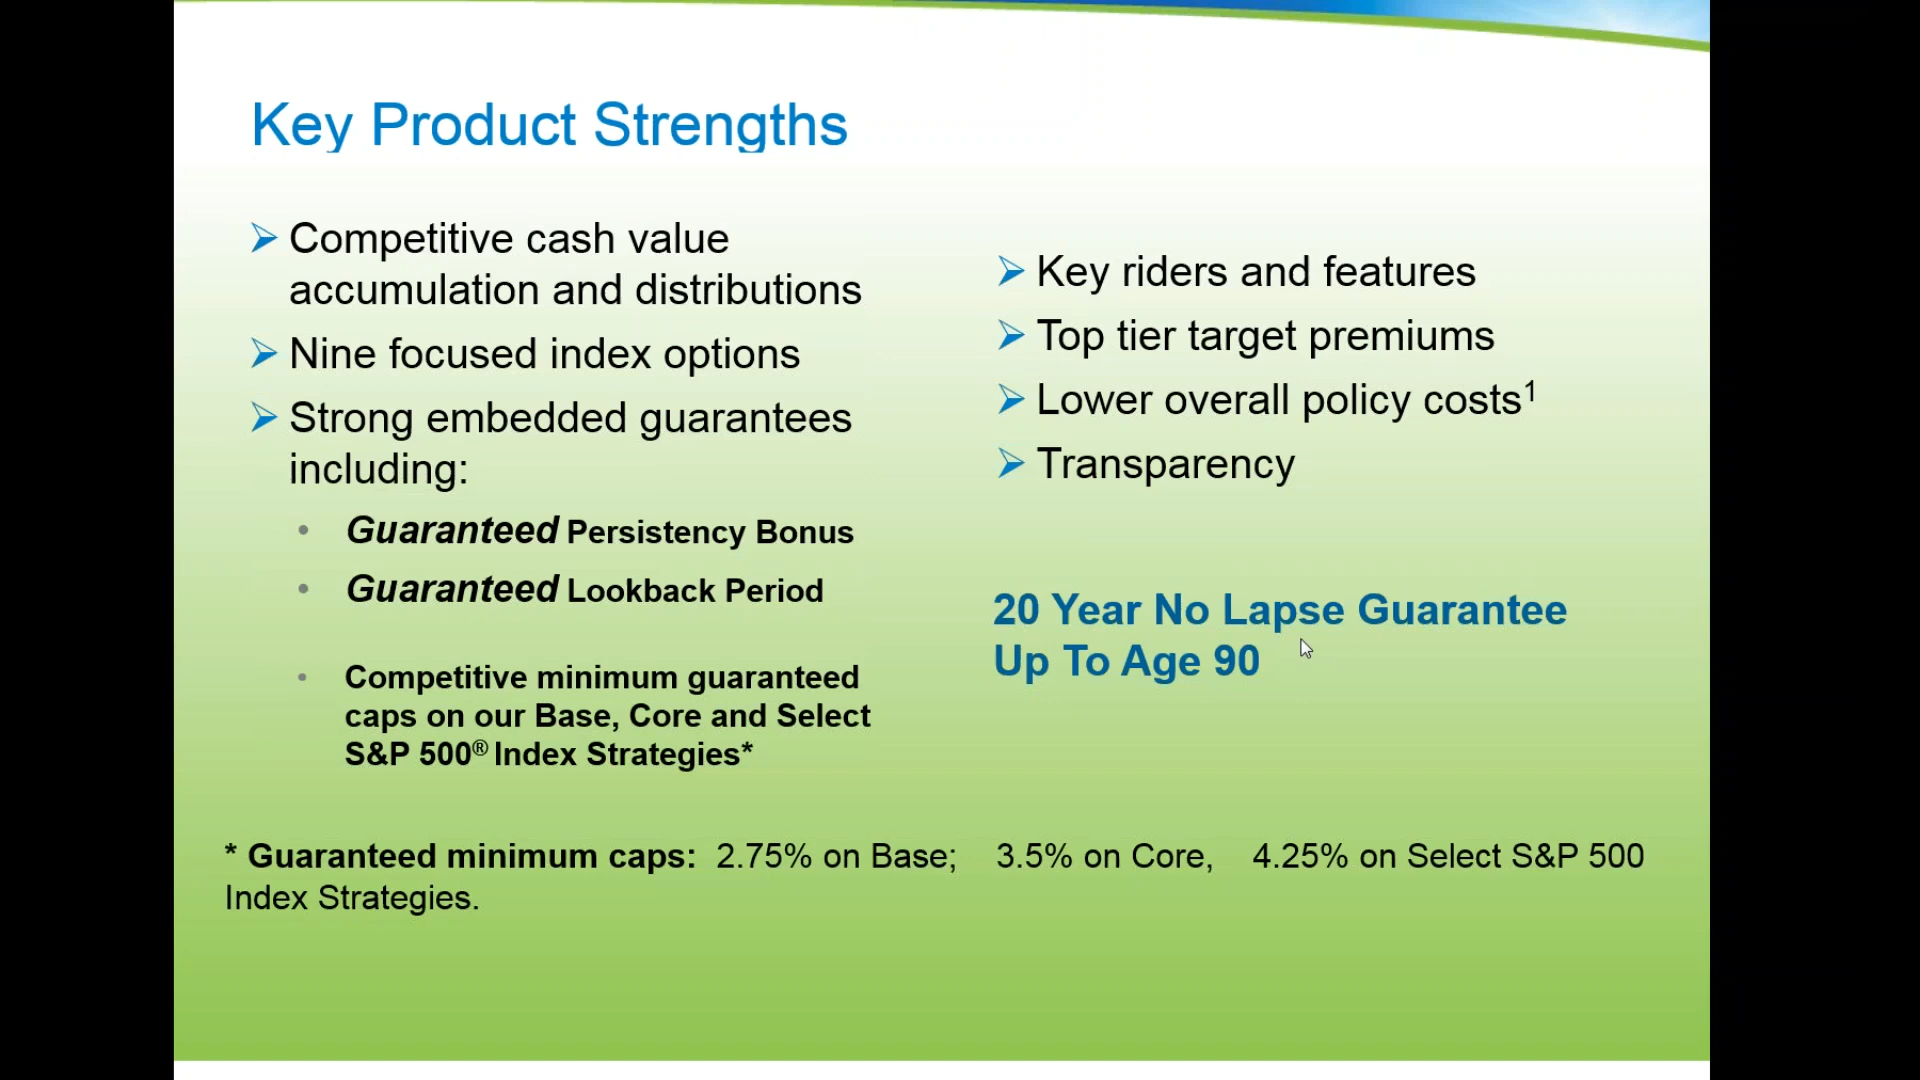 Key Product Strengths
Competitive cash value
accumulation and distributions
Nine focused index options
Strong embedded guarantees
including:
Guaranteed Persistency Bonus
Guaranteed Lookback Period
Competitive minimum guaranteed
caps on our Base, Core and Select
S&P 500® Index Strategies*
Key riders and features
Top tier target premiums
Lower overall policy costs¹
Transparency
20 Year No Lapse Guarantee
Up To Age 90
* Guaranteed minimum caps: 2.75% on Base; 3.5% on Core, 4.25% on Select S&P 500
Index Strategies.